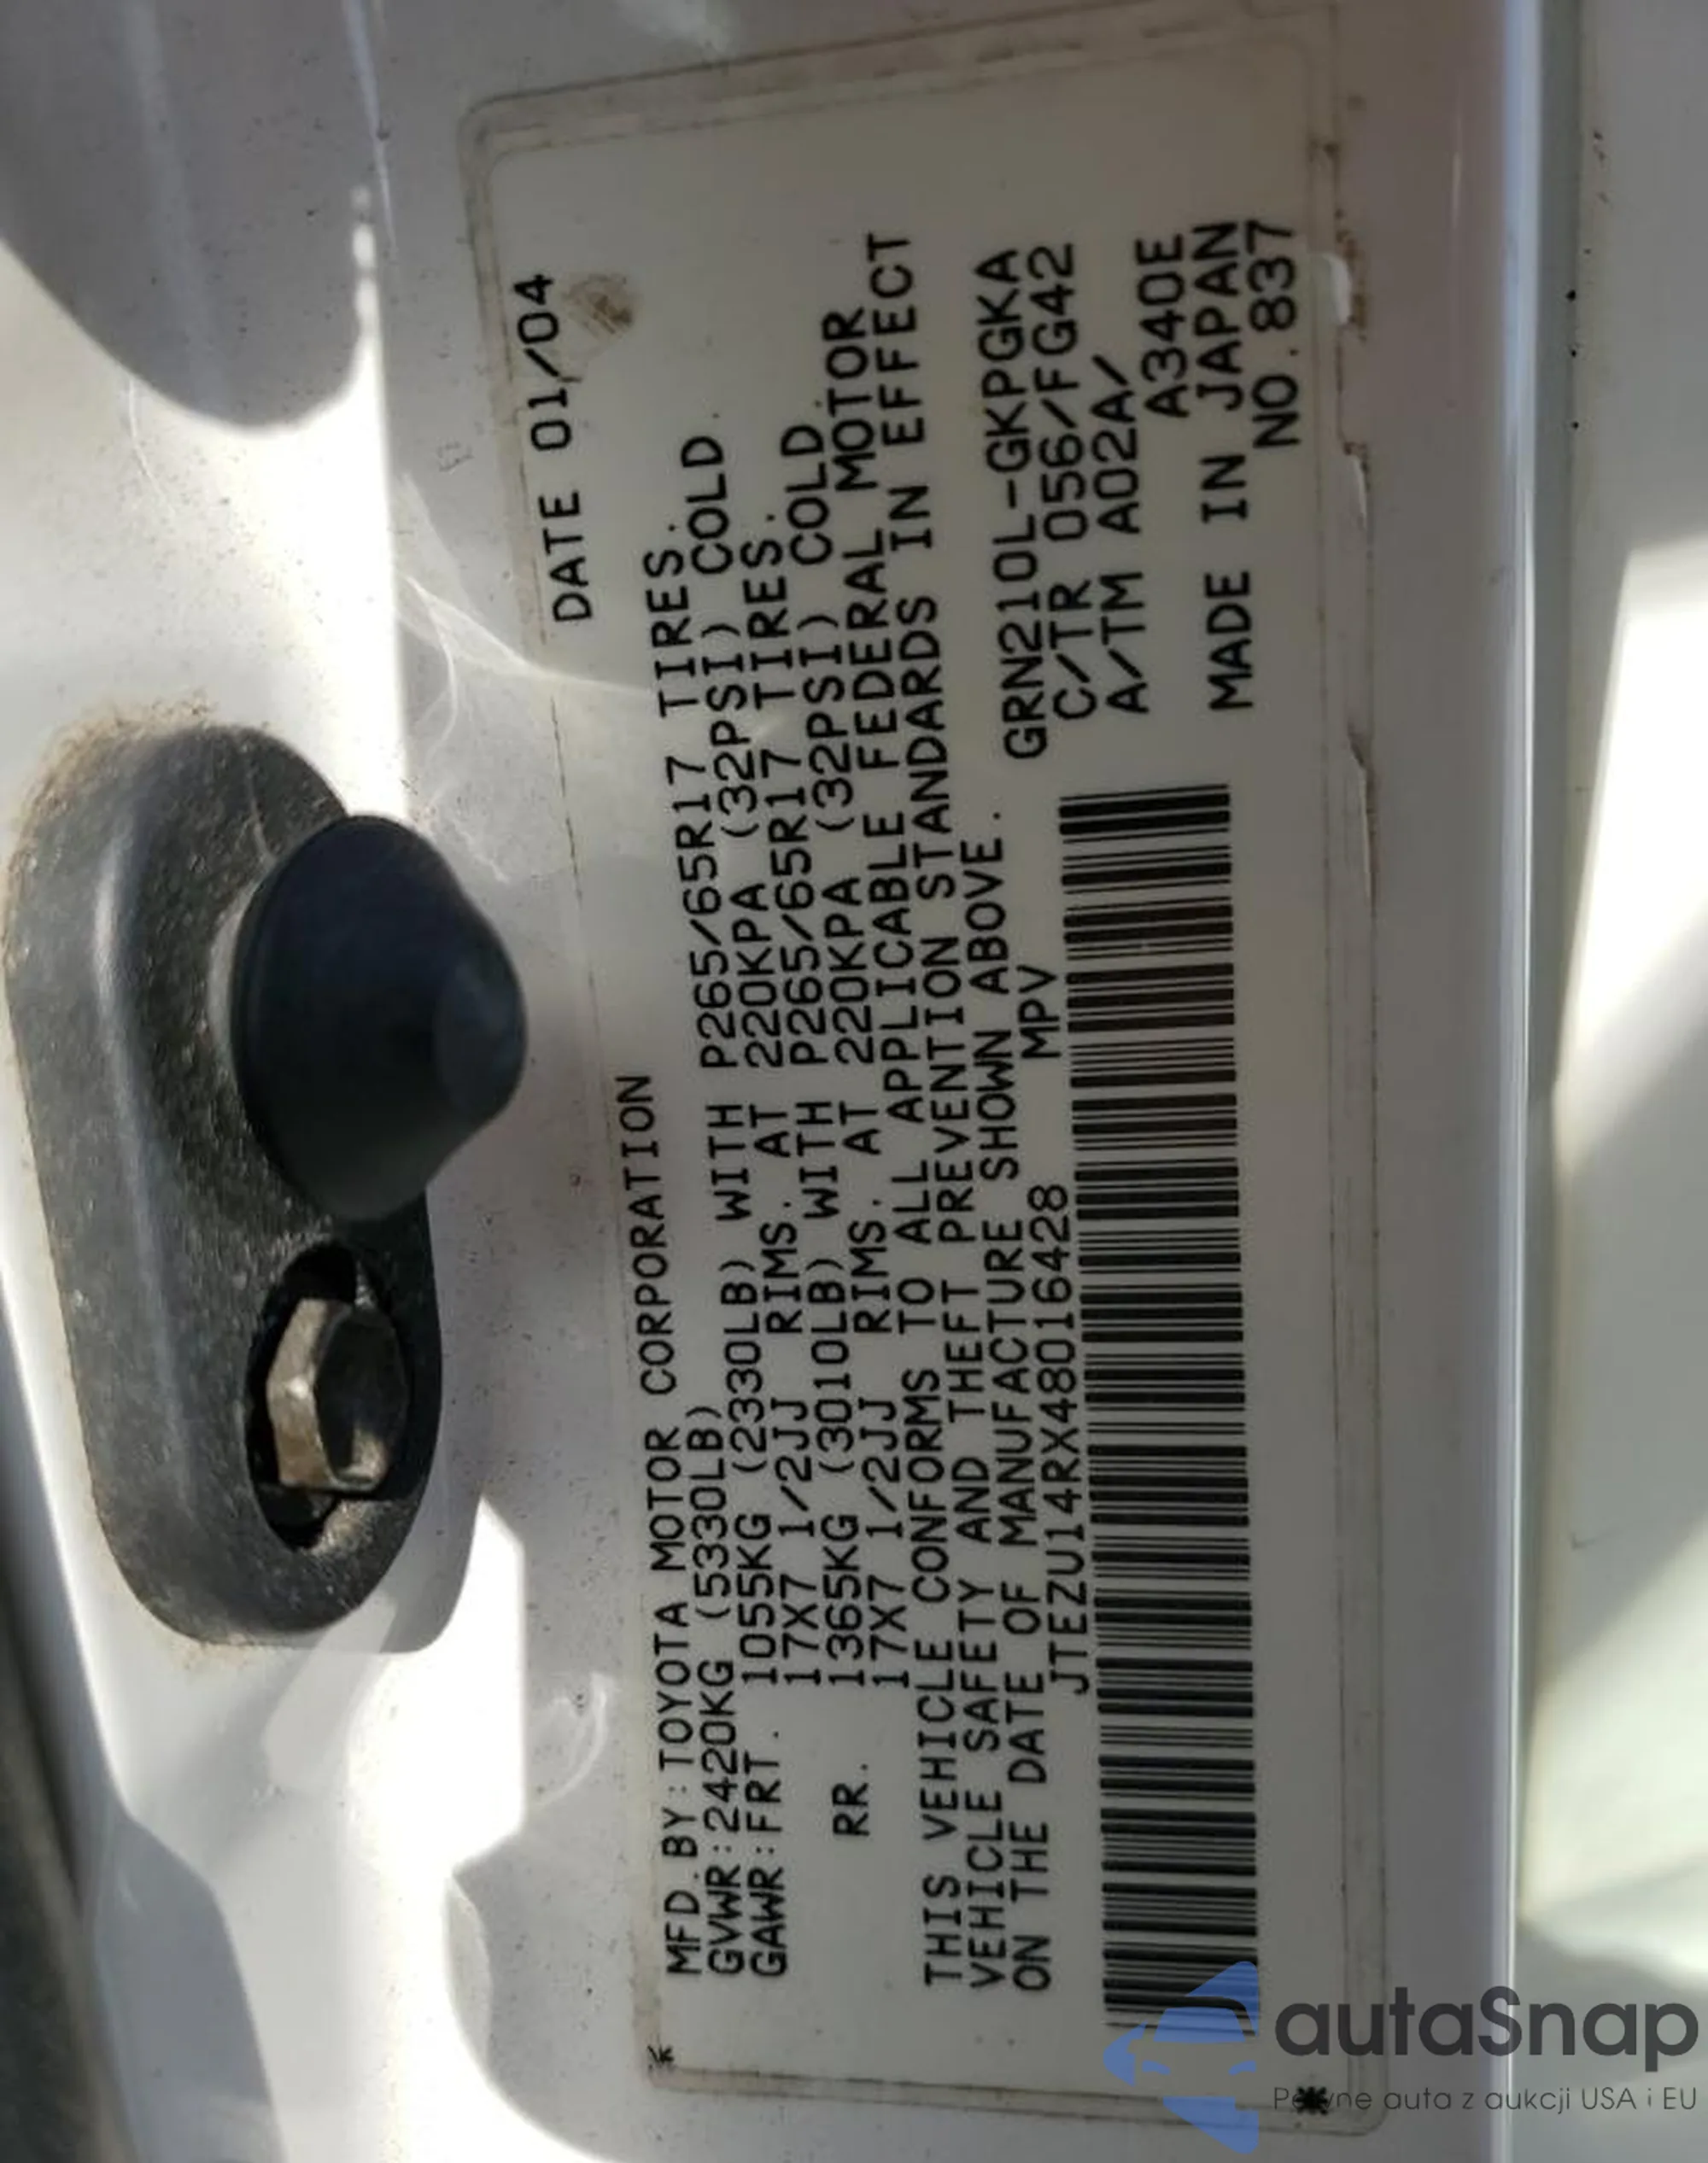 DATE 01/04
MFD.BY:TOYOTA MOTOR CORPORATION
GVWR:2420KG (5330LB)
GAWR:FRT. 1055KG (2330LB) WITH P265/65R17 TIRES.
17X7 1/2JJ RIMS. AT 220KPA (32PSI) COLD.
RR. 1365KG (3010LB) WITH P265/65R17 TIRES.
17X7 1/2JJ RIMS. AT 220KPA (32PSI) COLD.
THIS VEHICLE CONFORMS TO ALL APPLICABLE FEDERAL MOTOR
VEHICLE SAFETY AND THEFT PREVENTION STANDARDS IN EFFECT
ON THE DATE OF MANUFACTURE SHOWN ABOVE.
JTEZU14RX48016428 MPV
GRN210L-GKPGKA
C/TR 056/FG42
A/TM A02A/
A340E
MADE IN JAPAN
NO.837
autaSnap
Pewne auta z aukcji USA i EU